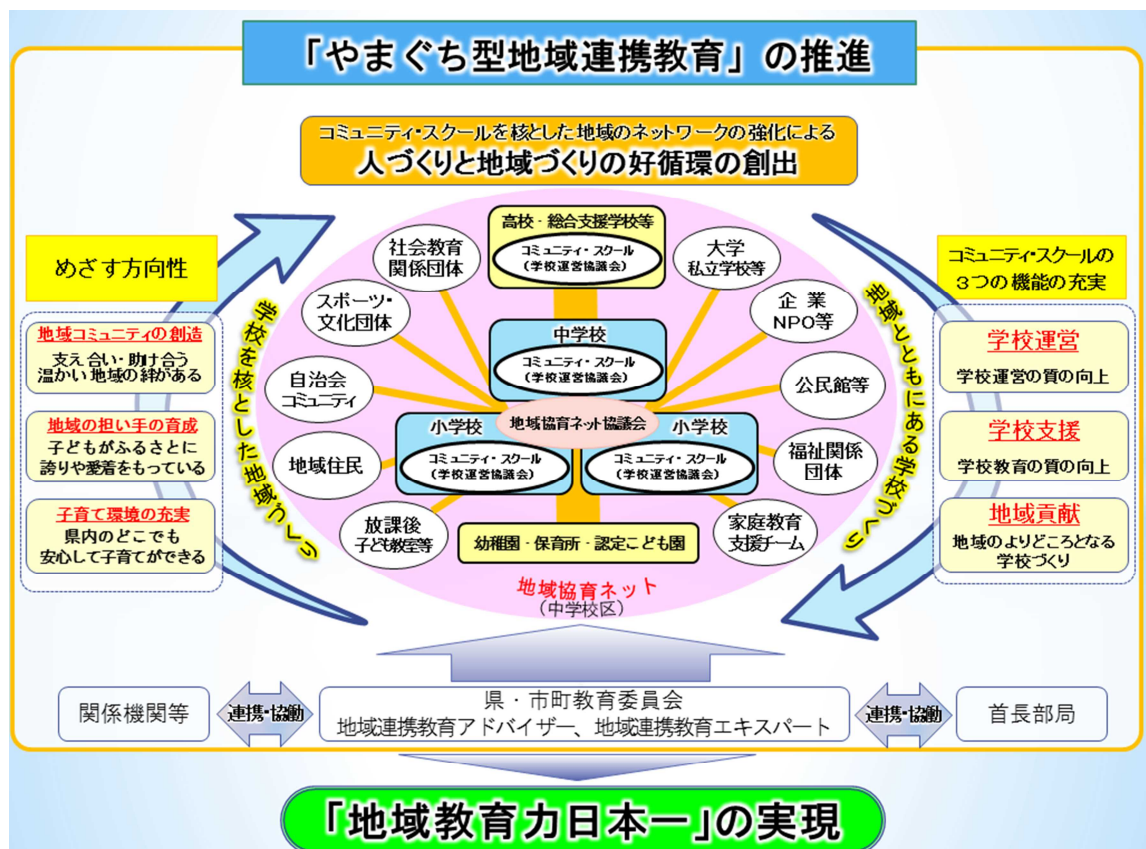 「やまぐち型地域連携教育」の推進
コミュニティ・スクールを核とした地域のネットワークの強化による
人づくりと地域づくりの好循環の創出
めざす方向性
地域コミュニティの創造
支え合い・助け合う
温かい地域の絆がある
地域の担い手の育成
子どもがふるさとに
誇りや愛着をもっている
子育て環境の充実
県内のどこでも
安心して子育てができる
学校を核とした地域づくり
高校・総合支援学校等
コミュニティ・スクール
(学校運営協議会)
社会教育
関係団体
スポーツ・
文化団体
自治会
コミュニティ
地域住民
放課後
子ども教室等
中学校
コミュニティ・スクール
(学校運営協議会)
地域協育ネット協議会
小学校
コミュニティ・スクール
(学校運営協議会)
小学校
コミュニティ・スクール
(学校運営協議会)
幼稚園・保育所・認定こども園
大学
私立学校等
企業
NPO等
公民館等
福祉関係
団体
家庭教育
支援チーム
地域協育ネット
(中学校区)
地域とともにある学校づくり
コミュニティ・スクールの
3つの機能の充実
学校運営
学校運営の質の向上
学校支援
学校教育の質の向上
地域貢献
地域のよりどころとなる
学校づくり
関係機関等
連携・協働
県・市町教育委員会
地域連携教育アドバイザー、地域連携教育エキスパート
連携・協働
首長部局
「地域教育力日本一」の実現